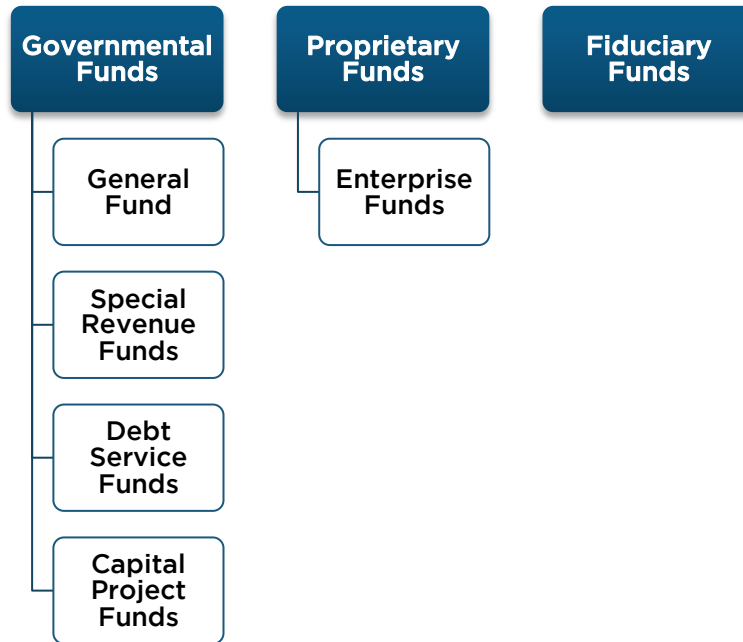 Governmental
Funds
General
Fund
Special
Revenue
Funds
Debt
Service
Funds
Capital
Project
Funds
Proprietary
Funds
Enterprise
Funds
Fiduciary
Funds